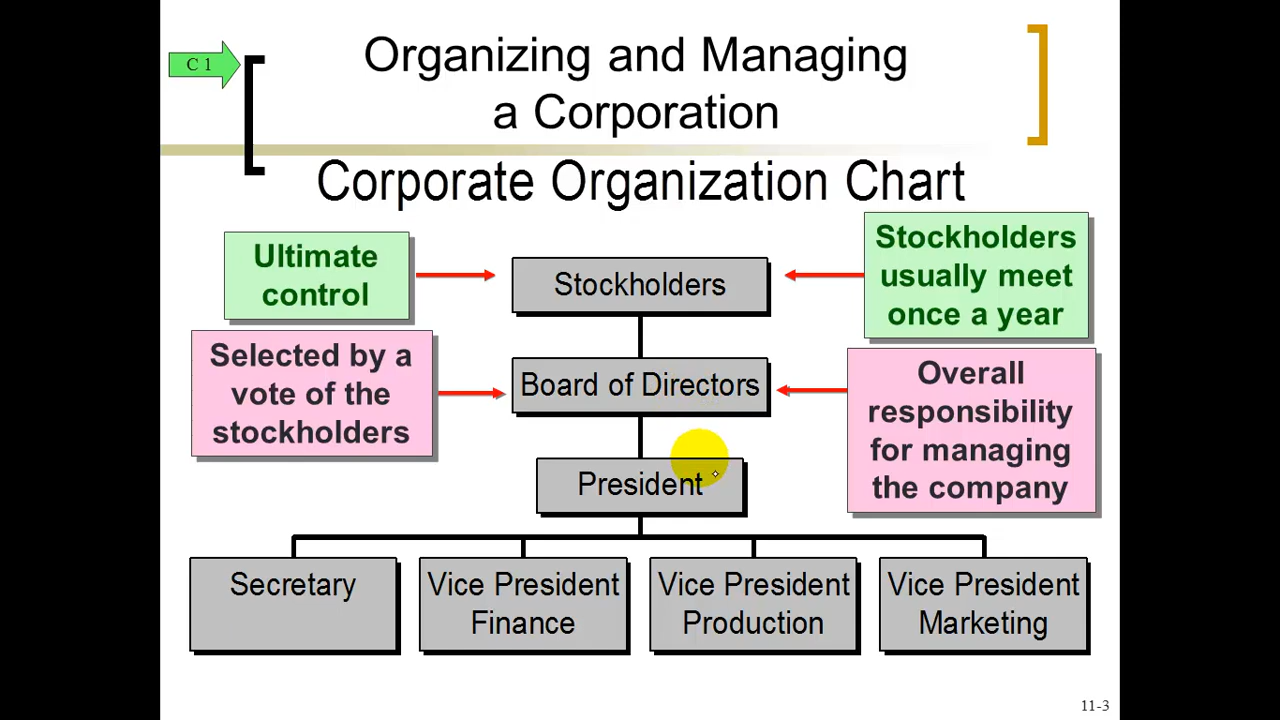 C 1
Organizing and Managing
a Corporation
Corporate Organization Chart
Ultimate
control
Stockholders
Stockholders
usually meet
once a year
Selected by a
vote of the
stockholders
Board of Directors
Overall
responsibility
for managing
the company
President
Secretary
Vice President
Finance
Vice President
Production
Vice President
Marketing
11-3